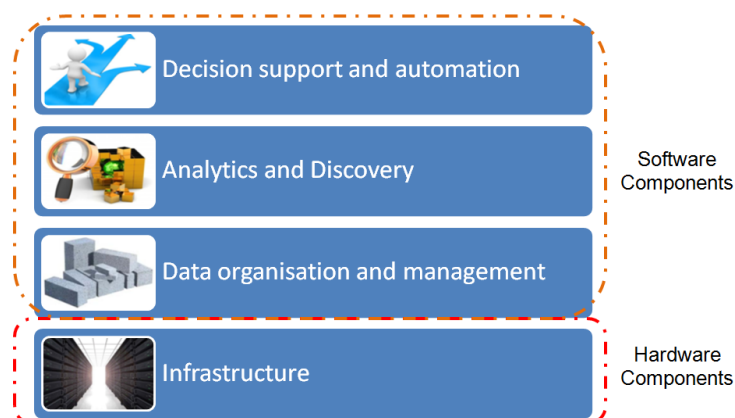 Decision support and automation
Analytics and Discovery
Software
Components
Data organisation and management
Hardware
Components
Infrastructure